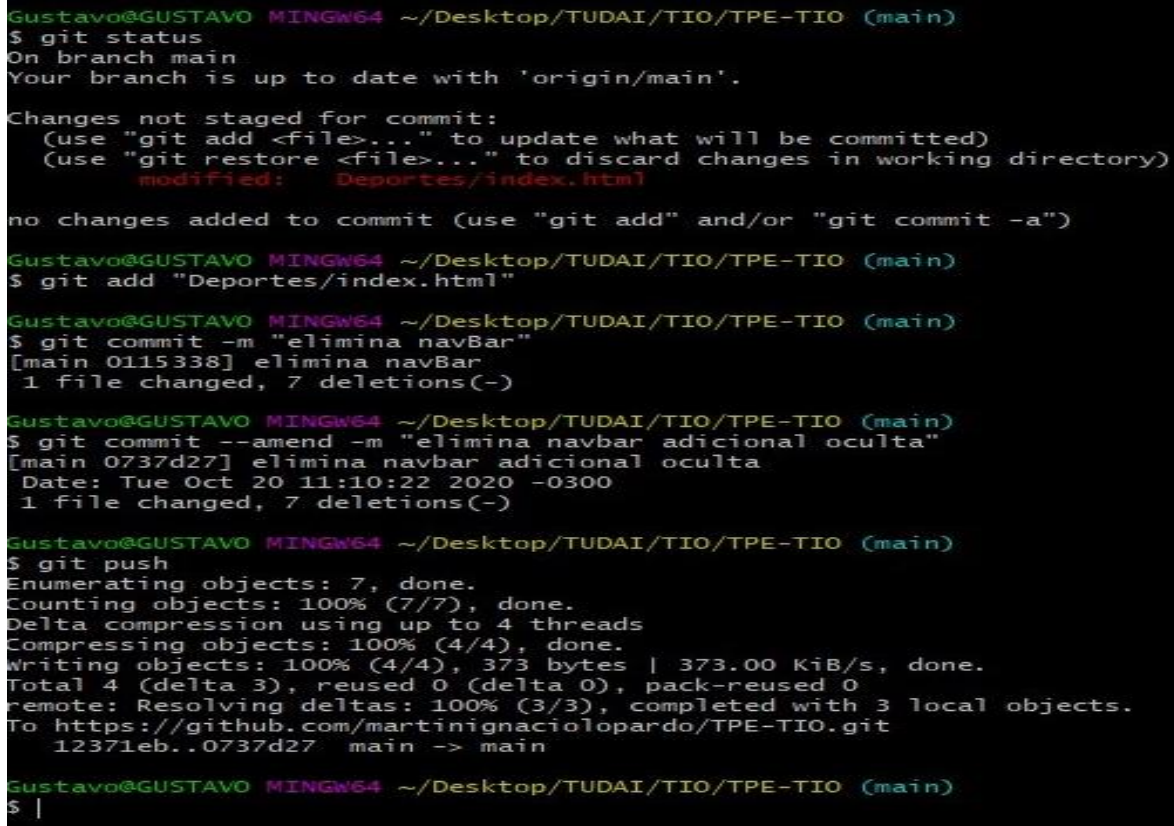 Gustavo@GUSTAVO MINGW64 ~/Desktop/TUDAI/TIO/TPE-TIO (main)
$ git status
On branch main
Your branch is up to date with 'origin/main'.
Changes not staged for commit:
(use "git add <file>..." to update what will be committed)
(use "git restore <file>..." to discard changes in working directory)
modified: Deportes/index.html
no changes added to commit (use "git add" and/or "git commit -a")
Gustavo@GUSTAVO MINGW64 ~/Desktop/TUDAI/TIO/TPE-TIO (main)
$ git add "Deportes/index.html"
Gustavo@GUSTAVO MINGW64 ~/Desktop/TUDAI/TIO/TPE-TIO (main)
$ git commit -m "elimina navBar"
[main 0115338] elimina navBar
1 file changed, 7 deletions(-)
Gustavo@GUSTAVO MINGW64 ~/Desktop/TUDAI/TIO/TPE-TIO (main)
$ git commit --amend -m "elimina navbar adicional oculta"
[main 0737d27] elimina navbar adicional oculta
Date: Tue Oct 20 11:10:22 2020 -0300
1 file changed, 7 deletions(-)
Gustavo@GUSTAVO MINGW64 ~/Desktop/TUDAI/TIO/TPE-TIO (main)
$ git push
Enumerating objects: 7, done.
Counting objects: 100% (7/7), done.
Delta compression using up to 4 threads
Compressing objects: 100% (4/4), done.
Writing objects: 100% (4/4), 373 bytes | 373.00 KiB/s, done.
Total 4 (delta 3), reused 0 (delta 0), pack-reused 0
remote: Resolving deltas: 100% (3/3), completed with 3 local objects.
To https://github.com/martinignaciolopardo/TPE-TIO.git
12371eb..0737d27 main -> main
Gustavo@GUSTAVO MINGW64 ~/Desktop/TUDAI/TIO/TPE-TIO (main)
$